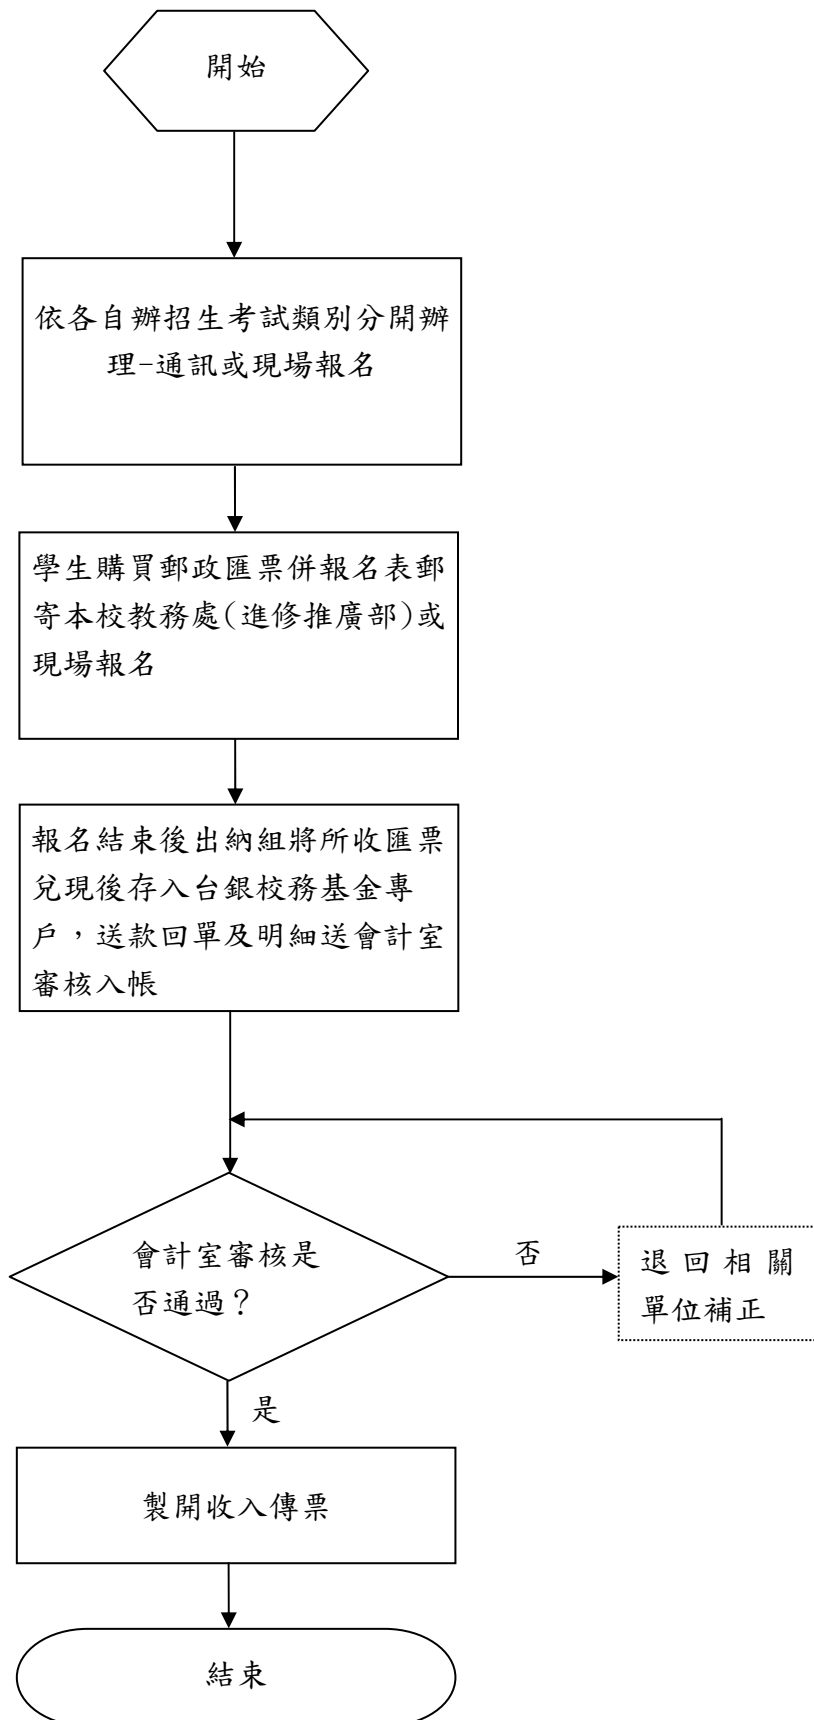 開始
依各自辦招生考試類別分開辦
理-通訊或現場報名
學生購買郵政匯票併報名表郵
寄本校教務處(進修推廣部)或
現場報名
報名結束後出納組將所收匯票
兌現後存入台銀校務基金專
戶，送款回單及明細送會計室
審核入帳
會計室審核是
否通過？
否
退回相關
單位補正
是
製開收入傳票
結束